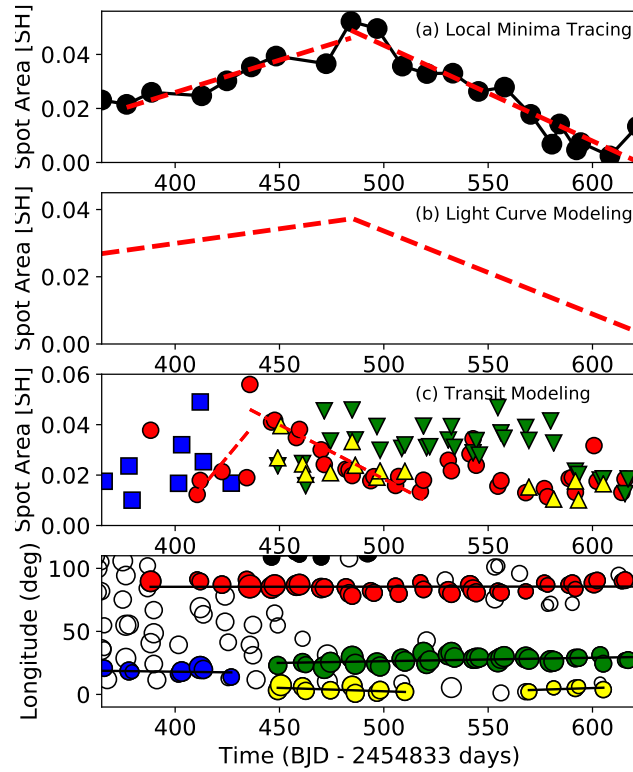 Spot Area [SH]
0.04
0.02
0.00
(a) Local Minima Tracing
400 450 500 550 600
Spot Area [SH]
0.04
0.02
0.00
(b) Light Curve Modeling
400 450 500 550 600
Spot Area [SH]
0.06
0.04
0.02
0.00
(c) Transit Modeling
400 450 500 550 600
Longitude (deg)
100
50
0
400 450 500 550 600
Time (BJD - 2454833 days)